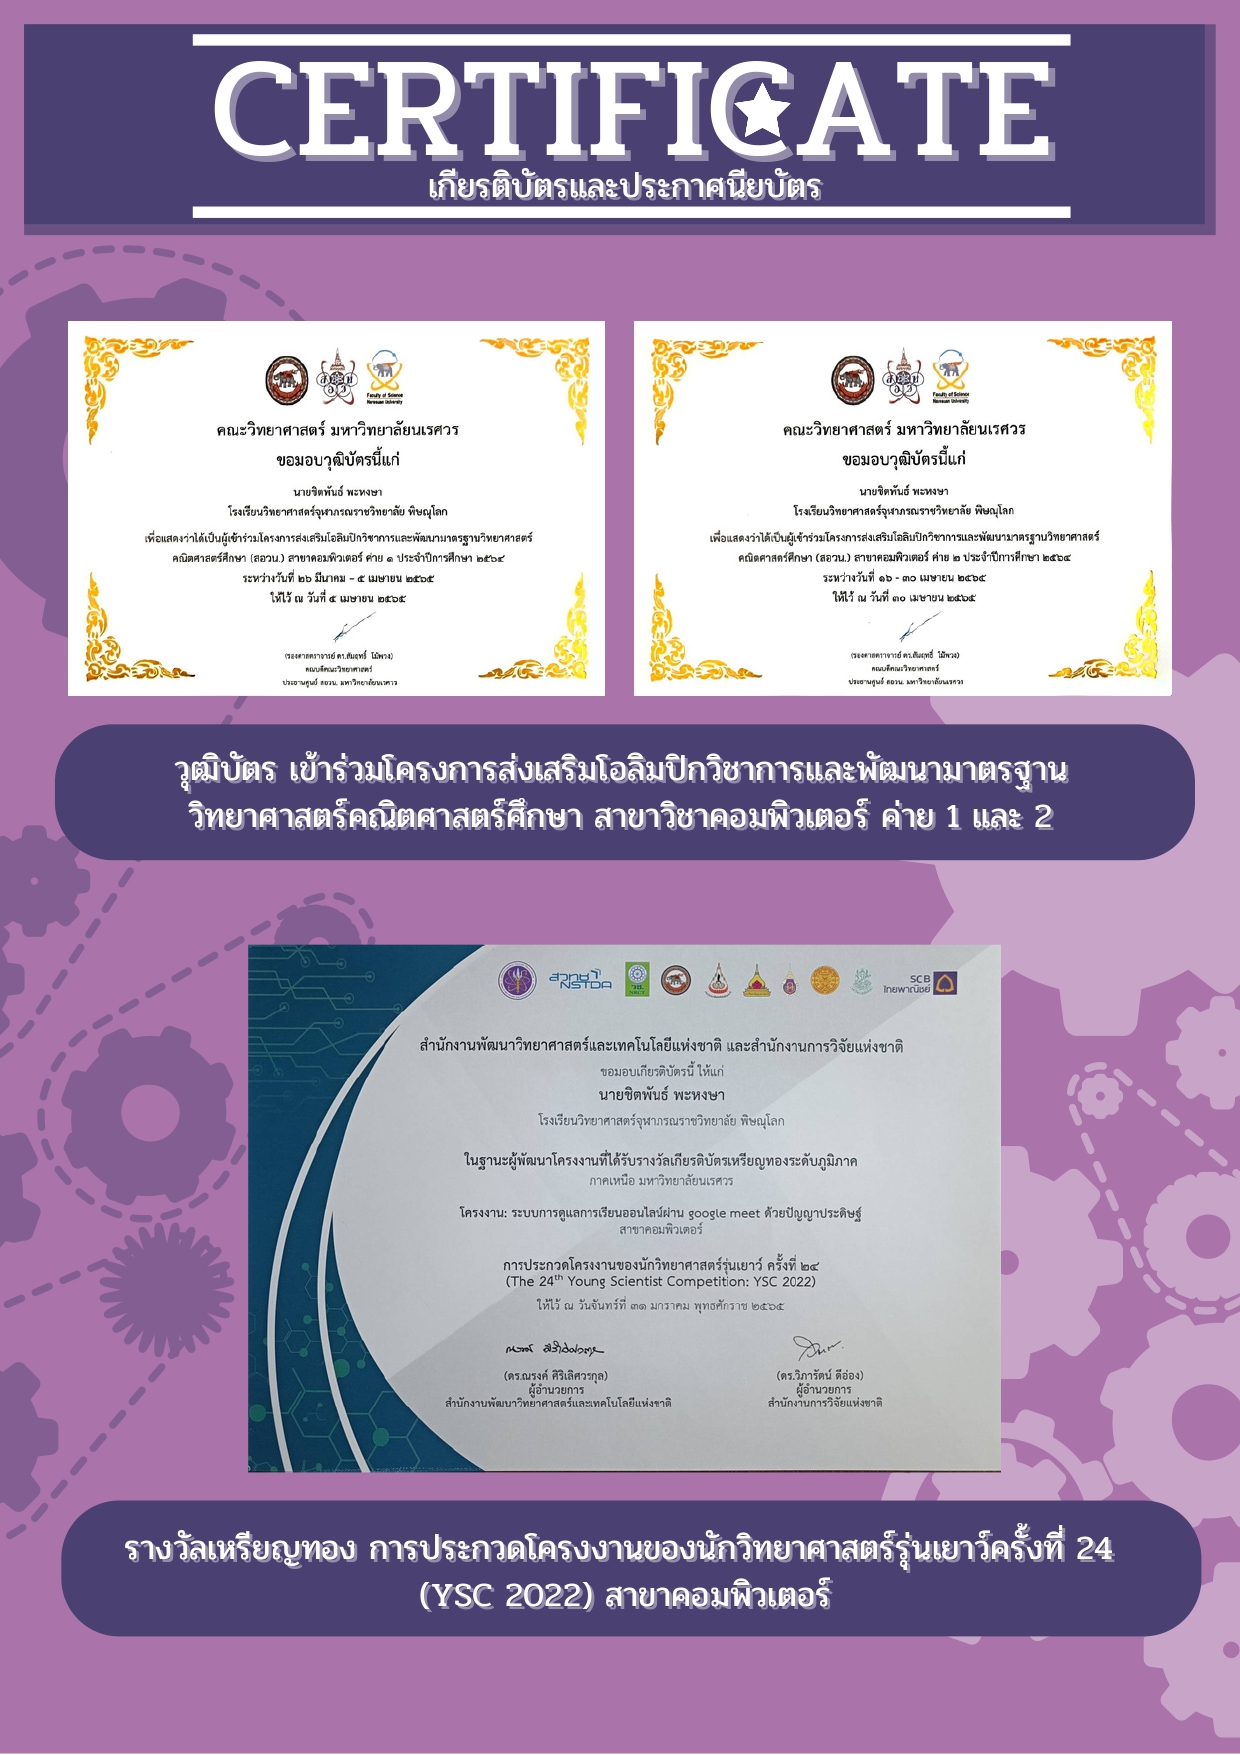 CERTIFICATE
เกียรติบัตรและประกาศนียบัตร
Faculty of Science
Naresuan University
คณะวิทยาศาสตร์ มหาวิทยาลัยนเรศวร
ขอมอบวุฒิบัตรนี้แก่
นายชิตพันธ์ พะหงษา
โรงเรียนวิทยาศาสตร์จุฬาภรณราชวิทยาลัย พิษณุโลก
เพื่อแสดงว่าได้เป็นผู้เข้าร่วมโครงการส่งเสริมโอลิมปิกวิชาการและพัฒนามาตรฐานวิทยาศาสตร์
คณิตศาสตร์ศึกษา (สอวน.) สาขาคอมพิวเตอร์ ค่าย ๑ ประจำปีการศึกษา ๒๕๖๔
ระหว่างวันที่ ๒๖ มีนาคม - ๕ เมษายน ๒๕๖๕
ให้ไว้ ณ วันที่ ๕ เมษายน ๒๕๖๕
(รองศาสตราจารย์ ดร.สัมฤทธิ์ โม้พวง)
คณบดีคณะวิทยาศาสตร์
ประธานศูนย์ สอวน. มหาวิทยาลัยนเรศวร
Faculty of Science
Naresuan University
คณะวิทยาศาสตร์ มหาวิทยาลัยนเรศวร
ขอมอบวุฒิบัตรนี้แก่
นายชิตพันธ์ พะหงษา
โรงเรียนวิทยาศาสตร์จุฬาภรณราชวิทยาลัย พิษณุโลก
เพื่อแสดงว่าได้เป็นผู้เข้าร่วมโครงการส่งเสริมโอลิมปิกวิชาการและพัฒนามาตรฐานวิทยาศาสตร์
คณิตศาสตร์ศึกษา (สอวน.) สาขาคอมพิวเตอร์ ค่าย ๒ ประจำปีการศึกษา ๒๕๖๔
ระหว่างวันที่ ๑๖ - ๓๐ เมษายน ๒๕๖๕
ให้ไว้ ณ วันที่ ๓๐ เมษายน ๒๕๖๕
(รองศาสตราจารย์ ดร.สัมฤทธิ์ โม้พวง)
คณบดีคณะวิทยาศาสตร์
ประธานศูนย์ สอวน. มหาวิทยาลัยนเรศวร
วุฒิบัตร เข้าร่วมโครงการส่งเสริมโอลิมปิกวิชาการและพัฒนามาตรฐาน
วิทยาศาสตร์คณิตศาสตร์ศึกษา สาขาวิชาคอมพิวเตอร์ ค่าย 1 และ 2
สวทช NSTDA
วช. NRCT
SCB
ไทยพาณิชย์
สำนักงานพัฒนาวิทยาศาสตร์และเทคโนโลยีแห่งชาติ และสำนักงานการวิจัยแห่งชาติ
ขอมอบเกียรติบัตรนี้ ให้แก่
นายชิตพันธ์ พะหงษา
โรงเรียนวิทยาศาสตร์จุฬาภรณราชวิทยาลัย พิษณุโลก
ในฐานะผู้พัฒนาโครงงานที่ได้รับรางวัลเกียรติบัตรเหรียญทองระดับภูมิภาค
ภาคเหนือ มหาวิทยาลัยนเรศวร
โครงงาน: ระบบการดูแลการเรียนออนไลน์ผ่าน google meet ด้วยปัญญาประดิษฐ์
สาขาคอมพิวเตอร์
การประกวดโครงงานของนักวิทยาศาสตร์รุ่นเยาว์ ครั้งที่ ๒๔
(The 24th Young Scientist Competition: YSC 2022)
ให้ไว้ ณ วันจันทร์ที่ ๓๑ มกราคม พุทธศักราช ๒๕๖๕
(ดร.ณรงค์ ศิริเลิศวรกุล)
ผู้อำนวยการ
สำนักงานพัฒนาวิทยาศาสตร์และเทคโนโลยีแห่งชาติ
(ดร.วิภารัตน์ ดีอ่อง)
ผู้อำนวยการ
สำนักงานการวิจัยแห่งชาติ
รางวัลเหรียญทอง การประกวดโครงงานของนักวิทยาศาสตร์รุ่นเยาว์ครั้งที่ 24
(YSC 2022) สาขาคอมพิวเตอร์